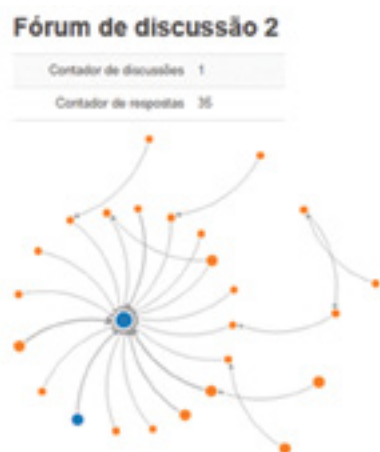 Fórum de discussão 2
Contador de discussões 1
Contador de respostas 35